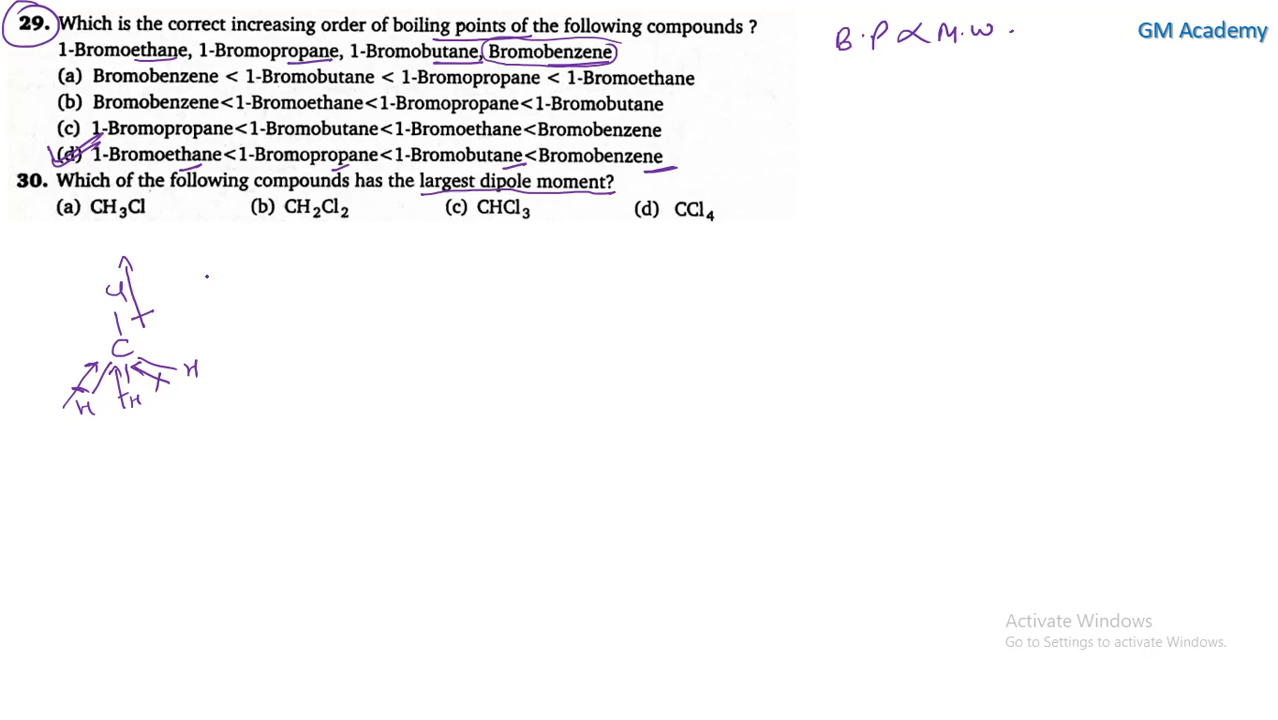 29. Which is the correct increasing order of boiling points of the following compounds ?
1-Bromoethane, 1-Bromopropane, 1-Bromobutane, Bromobenzene
(a) Bromobenzene < 1-Bromobutane < 1-Bromopropane < 1-Bromoethane
(b) Bromobenzene<1-Bromoethane<1-Bromopropane<1-Bromobutane
(c) 1-Bromopropane<1-Bromobutane<1-Bromoethane<Bromobenzene
(d) 1-Bromoethane<1-Bromopropane<1-Bromobutane<Bromobenzene
30. Which of the following compounds has the largest dipole moment?
(a) CH₃Cl (b) CH₂Cl₂ (c) CHCl₃ (d) CCl₄
B.P ∝ M.W.
GM Academy
Cl
C
H
H H
Activate Windows
Go to Settings to activate Windows.